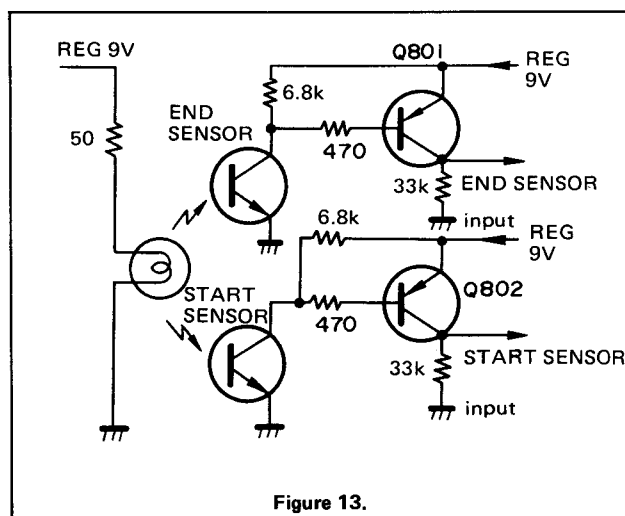 REG 9V
50
END
SENSOR
6.8k
470
Q801
REG
9V
33k
END SENSOR
input
START
SENSOR
6.8k
470
REG
9V
Q802
33k
START SENSOR
input
Figure 13.